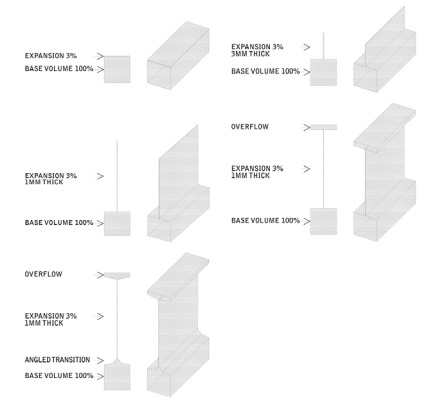 EXPANSION 3%
BASE VOLUME 100%
EXPANSION 3%
3MM THICK
BASE VOLUME 100%
EXPANSION 3%
1MM THICK
BASE VOLUME 100%
OVERFLOW
EXPANSION 3%
1MM THICK
BASE VOLUME 100%
OVERFLOW
EXPANSION 3%
1MM THICK
ANGLED TRANSITION
BASE VOLUME 100%